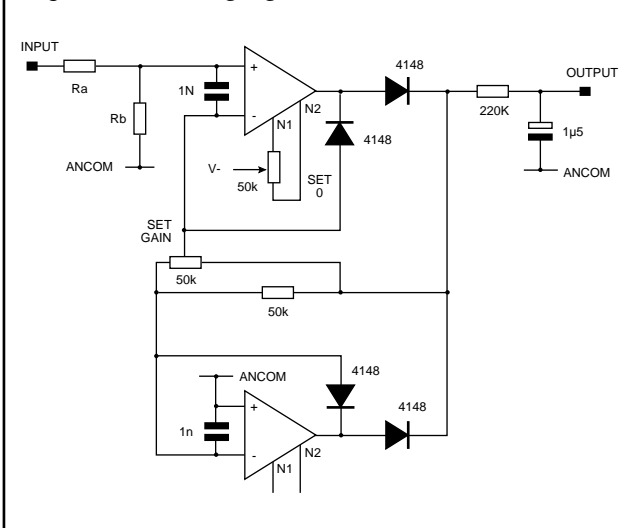 INPUT
Ra
Rb
ANCOM
1N
+
-
N1
N2
V-
50k
SET
0
4148
4148
220K
OUTPUT
1µ5
ANCOM
SET
GAIN
50k
50k
ANCOM
1n
+
-
N1
N2
4148
4148